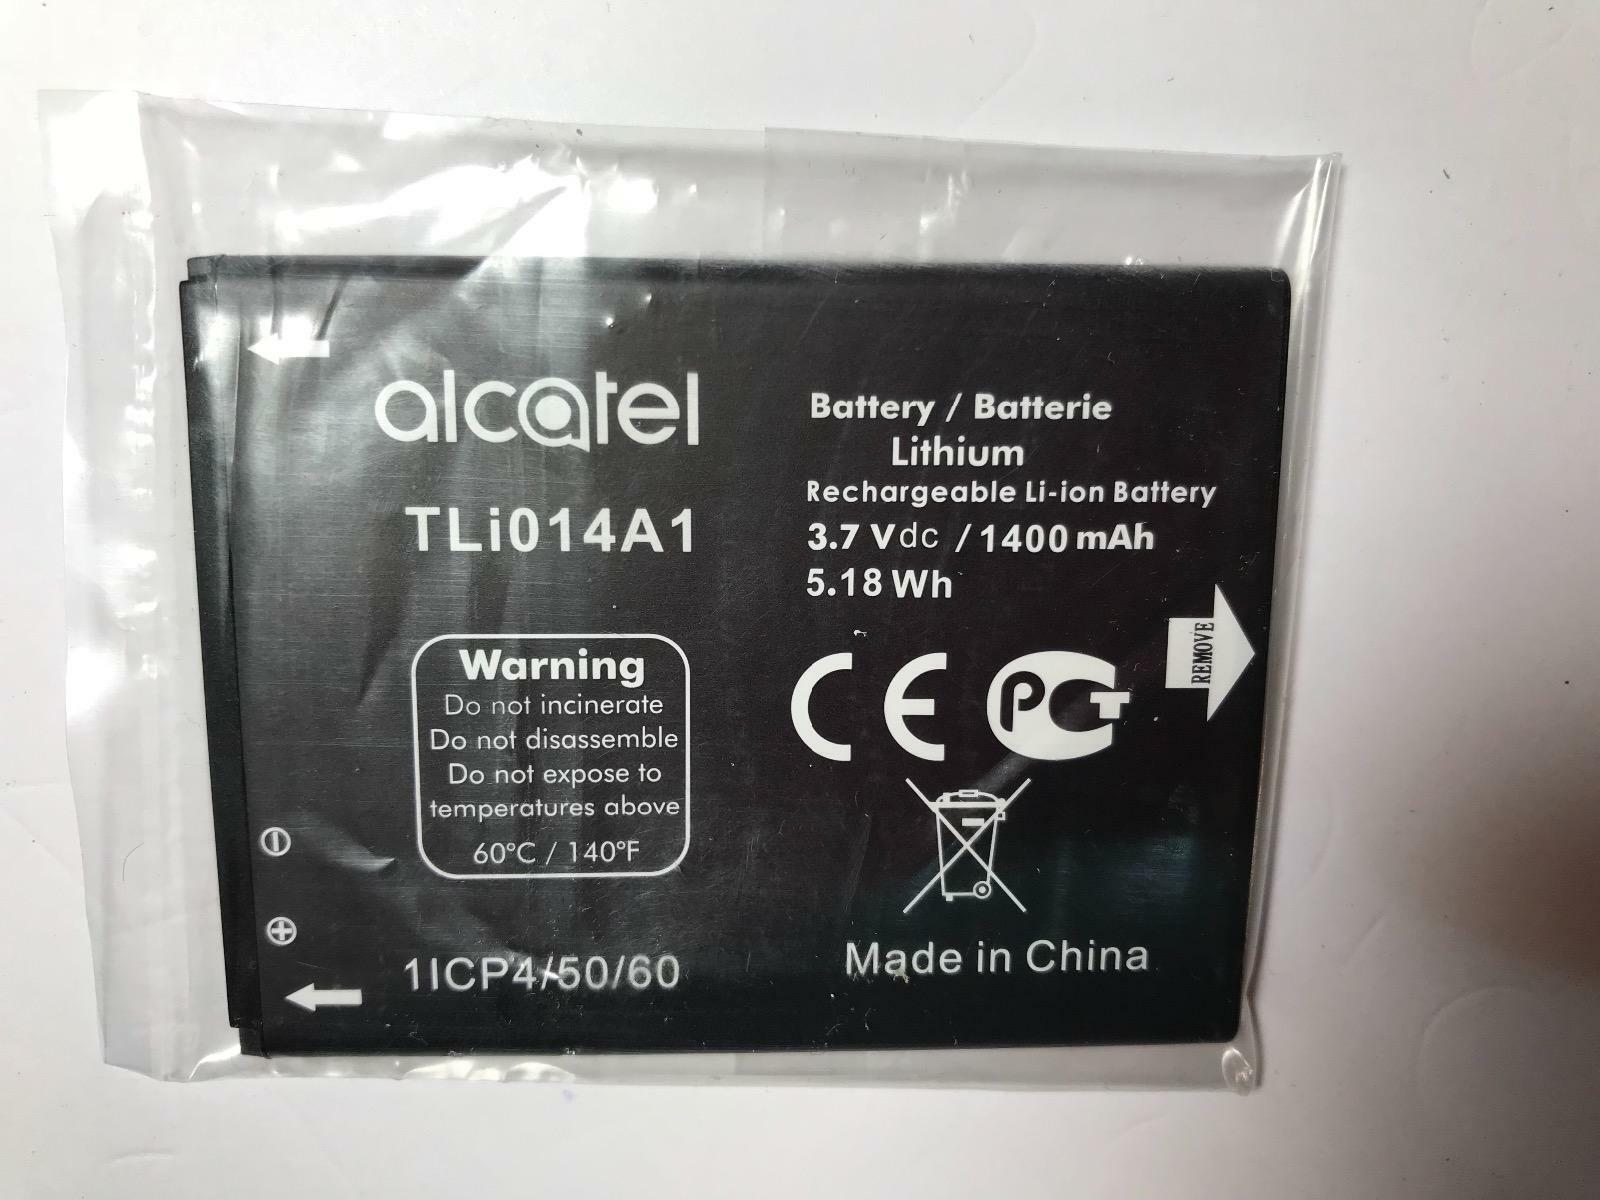 alcatel
TLi014A1
Battery / Batterie
Lithium
Rechargeable Li-ion Battery
3.7 Vdc / 1400 mAh
5.18 Wh
REMOVE
Warning
Do not incinerate
Do not disassemble
Do not expose to
temperatures above
60°C / 140°F
CE PCT
1ICP4/50/60
Made in China